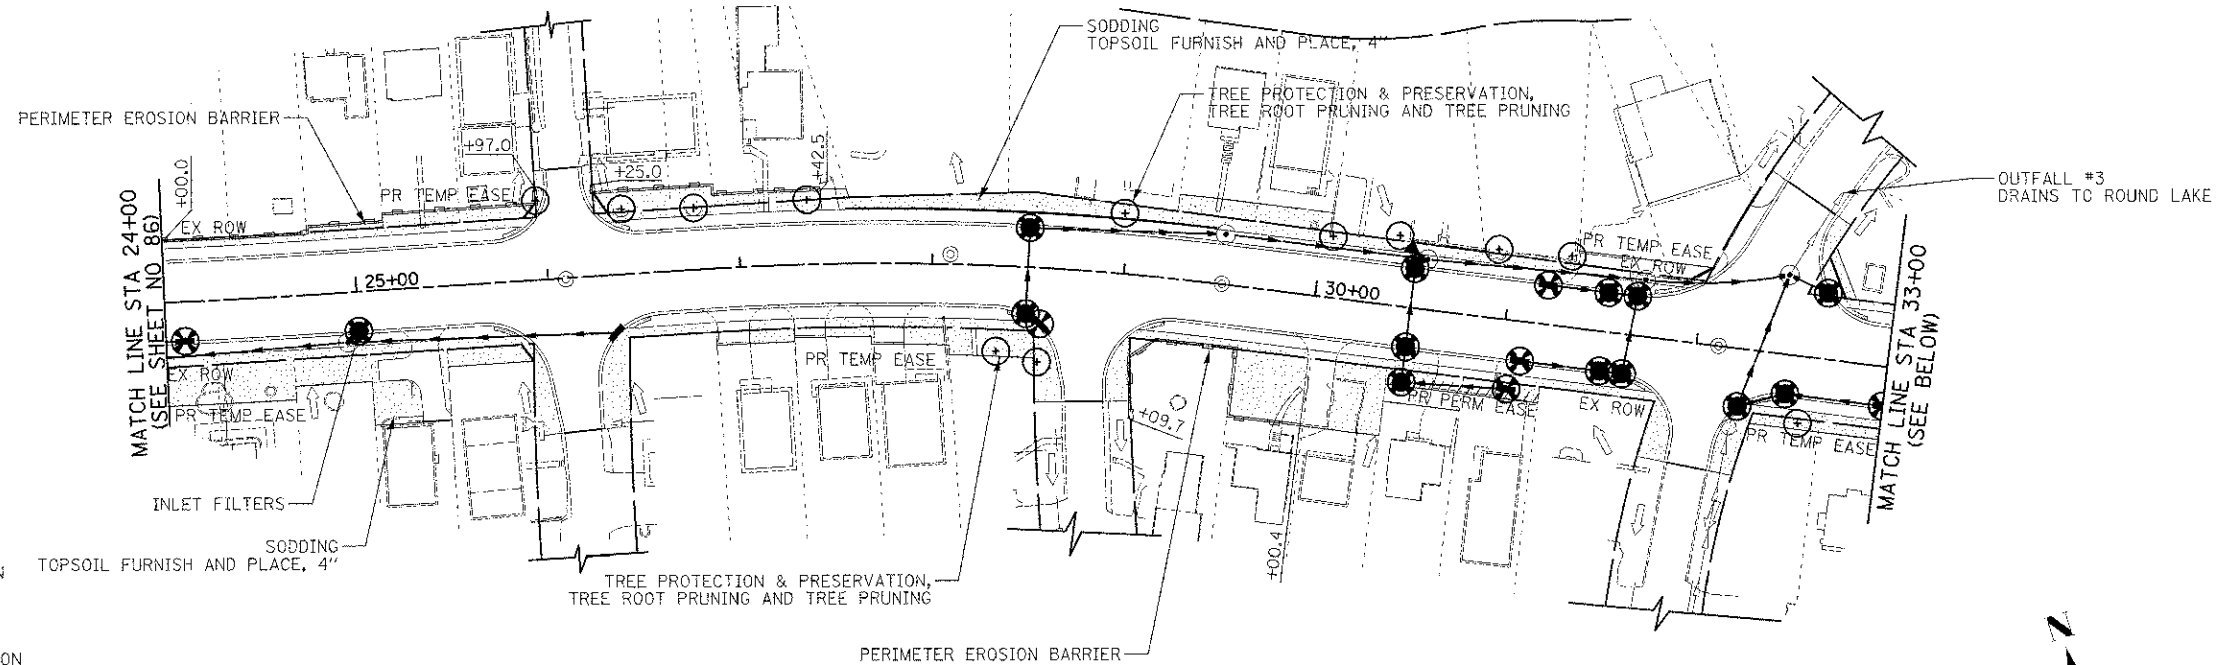 SODDING
TOPSOIL FURNISH AND PLACE, 4"
TREE PROTECTION & PRESERVATION,
TREE ROOT PRUNING AND TREE PRUNING
PERIMETER EROSION BARRIER
+97.0
+42.5
+25.0
PR TEMP EASE
+00.0
EX ROW
OUTFALL #3
DRAINS TO ROUND LAKE
MATCH LINE STA 24+00
(SEE SHEET NO 86)
25+00
30+00
PR TEMP EASE
EX ROW
MATCH LINE STA 33+00
(SEE BELOW)
EX ROW
PR TEMP EASE
PR TEMP EASE
+09.7
PR PERM EASE
EX ROW
PR TEMP EASE
INLET FILTERS
SODDING
TOPSOIL FURNISH AND PLACE, 4"
+00.4
TREE PROTECTION & PRESERVATION,
TREE ROOT PRUNING AND TREE PRUNING
PERIMETER EROSION BARRIER
N
ON